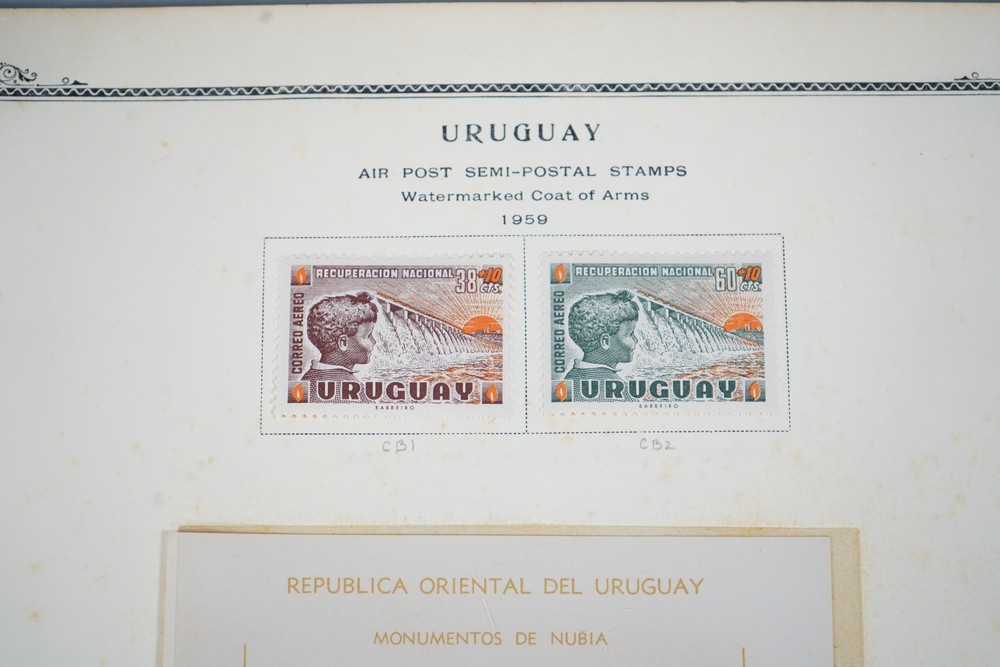 URUGUAY
AIR POST SEMI-POSTAL STAMPS
Watermarked Coat of Arms
1959
RECUPERACION NACIONAL 38 +10 CTS.
CORREO AEREO
URUGUAY
BARREIRO
RECUPERACION NACIONAL 60 +10 CTS.
CORREO AEREO
URUGUAY
BARREIRO
CB1
CB2
REPUBLICA ORIENTAL DEL URUGUAY
MONUMENTOS DE NUBIA